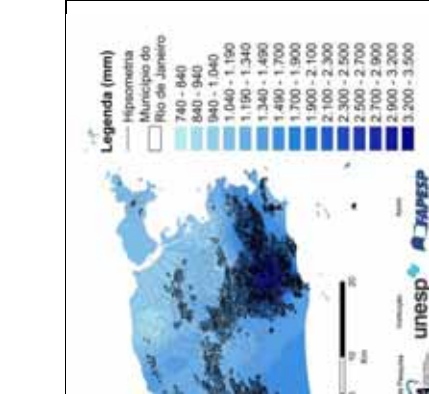 Legenda (mm)
Hipsometria
Município do
Rio de Janeiro
740 - 840
840 - 940
940 - 1.040
1.040 - 1.190
1.190 - 1.340
1.340 - 1.490
1.490 - 1.700
1.700 - 1.900
1.900 - 2.100
2.100 - 2.300
2.300 - 2.500
2.500 - 2.700
2.700 - 2.900
2.900 - 3.200
3.200 - 3.500
10 20
Km
Instituição
Apoio
unesp
FAPESP